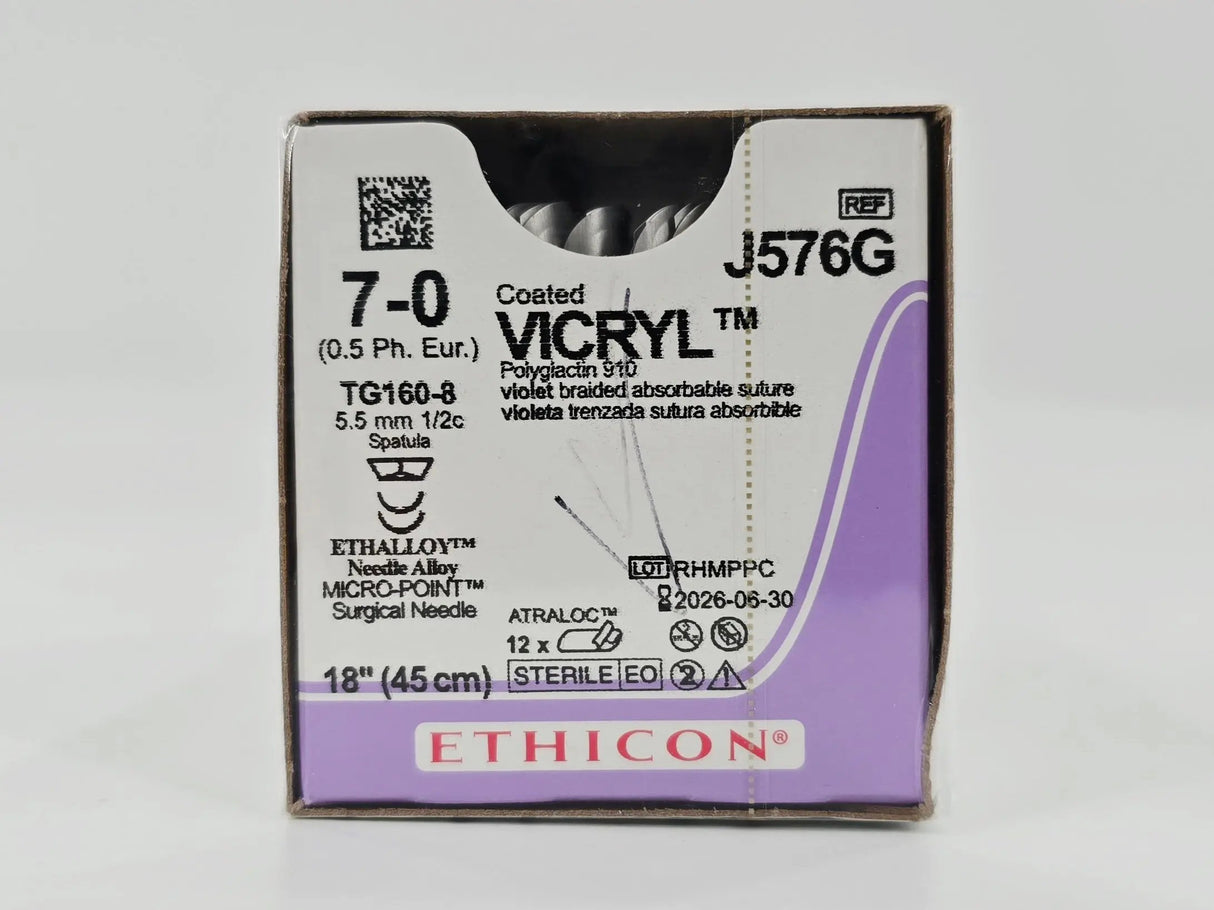 REF
J576G
7-0
(0.5 Ph. Eur.)
TG160-8
5.5 mm 1/2c
Spatula
ETHALLOY™
Needle Alloy
MICRO-POINT™
Surgical Needle
18" (45 cm)
Coated
VICRYL™
Polyglactin 910
violet braided absorbable suture
violeta trenzada sutura absorbible
LOT RHMPPC
2026-06-30
ATRALOC™
12 x
STERILE EO 2
ETHICON®